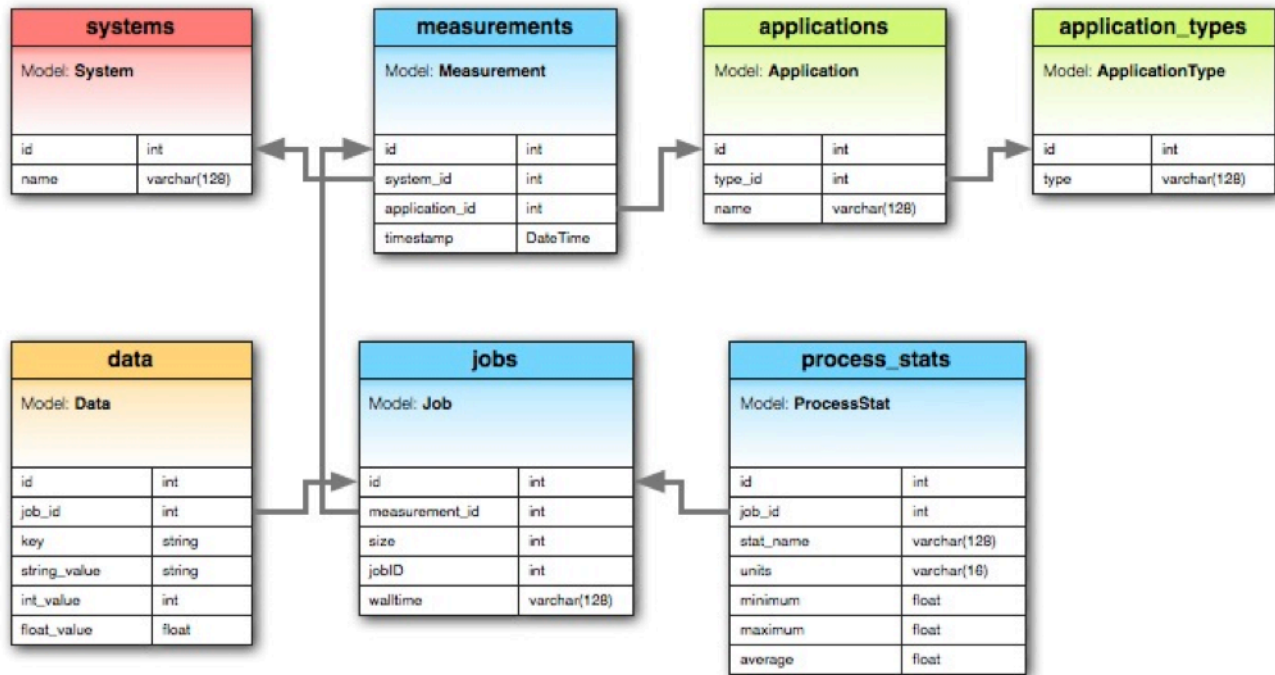 systems
Model: System
id int
name varchar(128)
measurements
Model: Measurement
id int
system_id int
application_id int
timestamp DateTime
applications
Model: Application
id int
type_id int
name varchar(128)
application_types
Model: ApplicationType
id int
type varchar(128)
data
Model: Data
id int
job_id int
key string
string_value string
int_value int
float_value float
jobs
Model: Job
id int
measurement_id int
size int
jobID int
walltime varchar(128)
process_stats
Model: ProcessStat
id int
job_id int
stat_name varchar(128)
units varchar(16)
minimum float
maximum float
average float